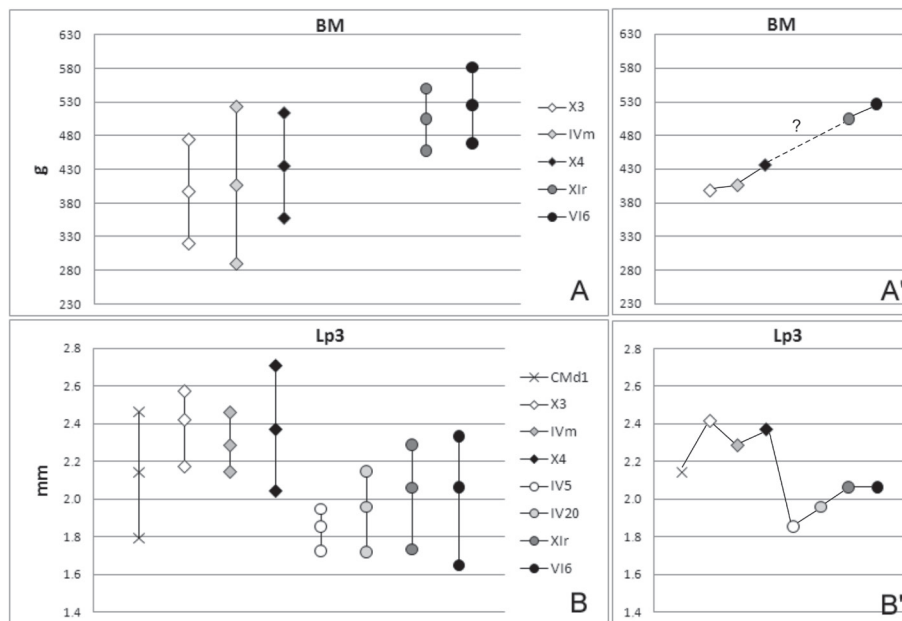 BM
630
580
530
480
430
380
330
280
230
g
X3
IVm
X4
XIr
VI6
A
BM
630
580
530
480
430
380
330
280
230
?
A'
Lp3
2.8
2.6
2.4
2.2
2.0
1.8
1.6
1.4
mm
CMd1
X3
IVm
X4
IV5
IV20
XIr
VI6
B
Lp3
2.8
2.6
2.4
2.2
2.0
1.8
1.6
1.4
B'